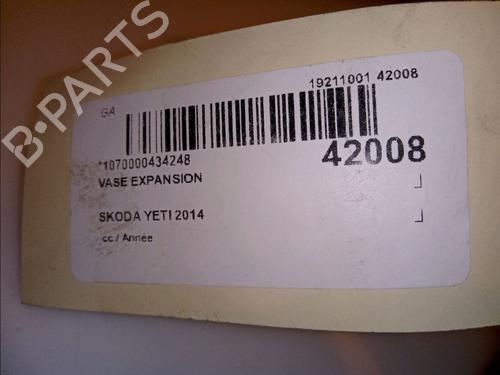 19211001 42008
GA
*1070000434248
42008
VASE EXPANSION
SKODA YETI 2014
cc / Année
B-PARTS